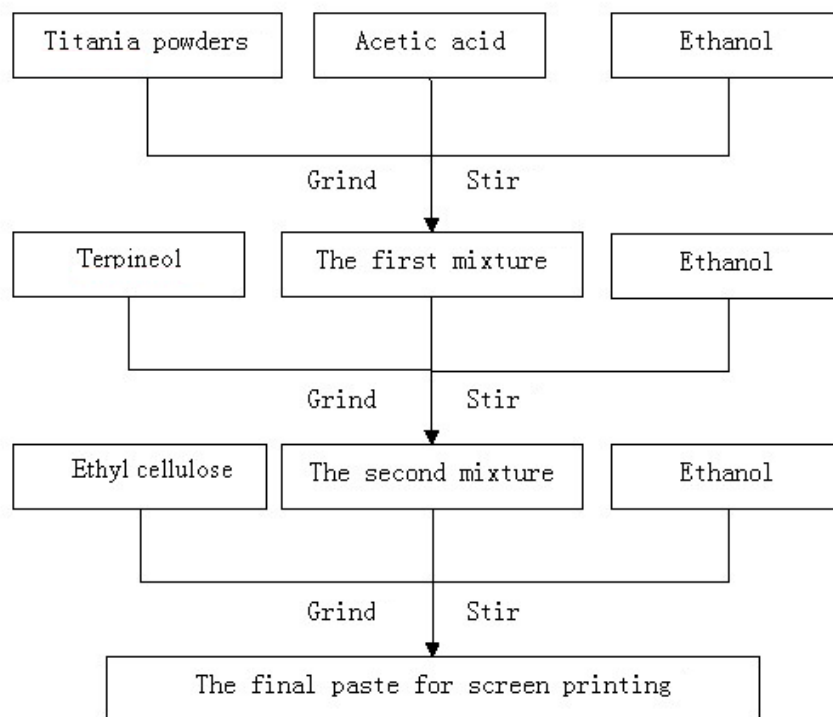 Titania powders
Acetic acid
Ethanol
Grind
Stir
Terpineol
The first mixture
Ethanol
Grind
Stir
Ethyl cellulose
The second mixture
Ethanol
Grind
Stir
The final paste for screen printing